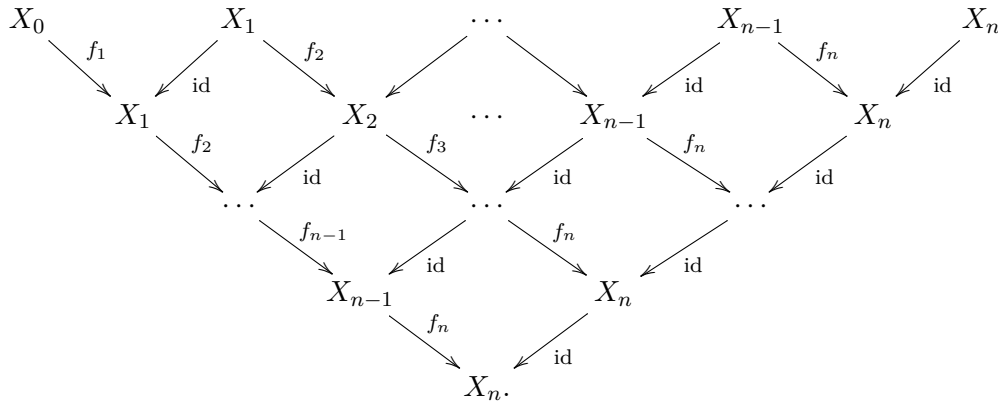 X_0 X_1 ⋯ X_{n-1} X_n
f_1 id f_2 id f_n id
X_1 X_2 ⋯ X_{n-1} X_n
f_2 id f_3 id f_n id
⋯ ⋯ ⋯
f_{n-1} id f_n id
X_{n-1} X_n
f_n id
X_n.